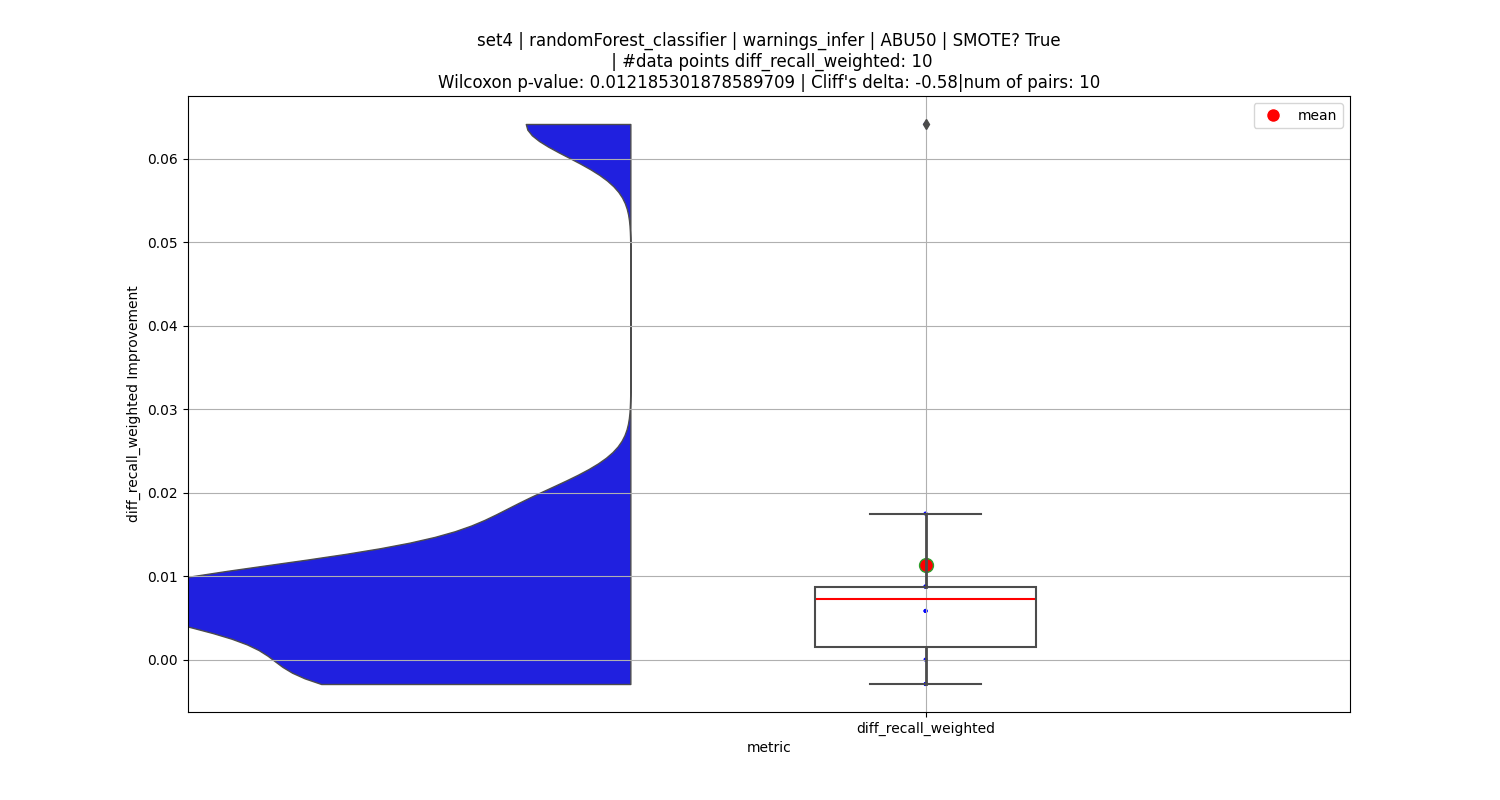 set4 | randomForest_classifier | warnings_infer | ABU50 | SMOTE? True
| #data points diff_recall_weighted: 10
Wilcoxon p-value: 0.012185301878589709 | Cliff's delta: -0.58|num of pairs: 10
mean
0.06
0.05
0.04
0.03
0.02
0.01
0.00
diff_recall_weighted Improvement
diff_recall_weighted
metric